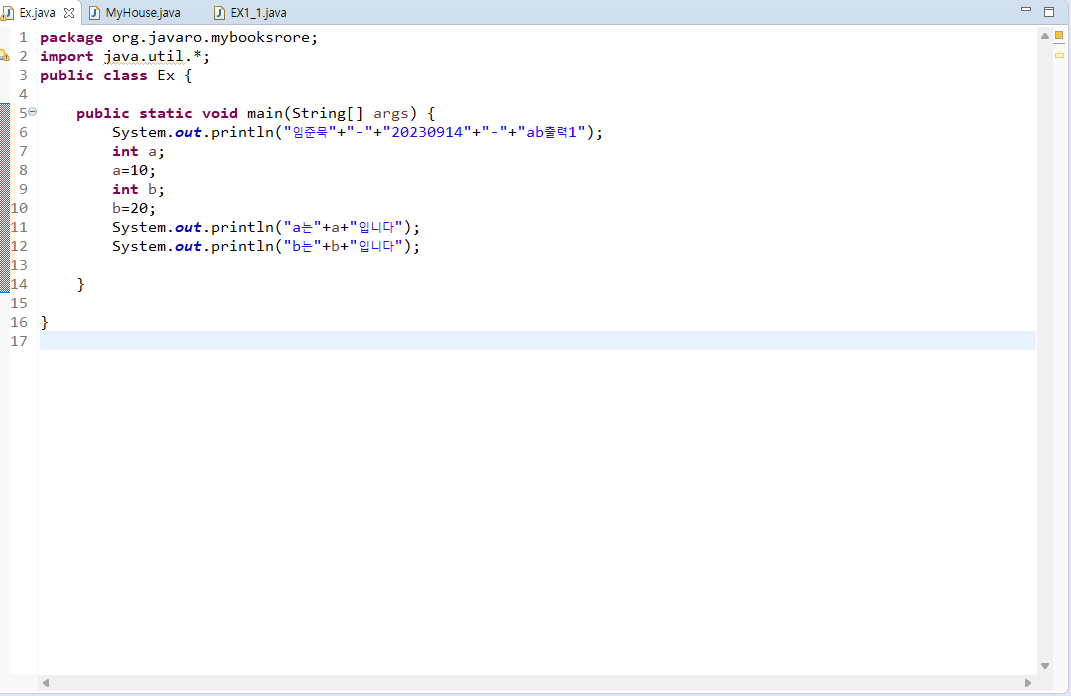 Ex.java MyHouse.java EX1_1.java
1 package org.javaro.mybooksrore;
2 import java.util.*;
3 public class Ex {
4
5 public static void main(String[] args) {
6 System.out.println("임준묵"+"-"+"20230914"+"-"+"ab출력1");
7 int a;
8 a=10;
9 int b;
10 b=20;
11 System.out.println("a는"+a+"입니다");
12 System.out.println("b는"+b+"입니다");
13
14 }
15
16 }
17